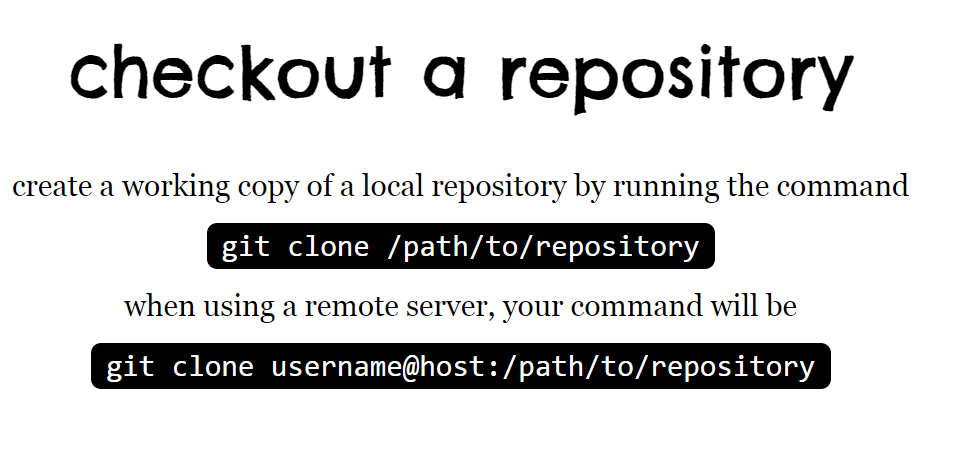 checkout a repository
create a working copy of a local repository by running the command
git clone /path/to/repository
when using a remote server, your command will be
git clone username@host:/path/to/repository